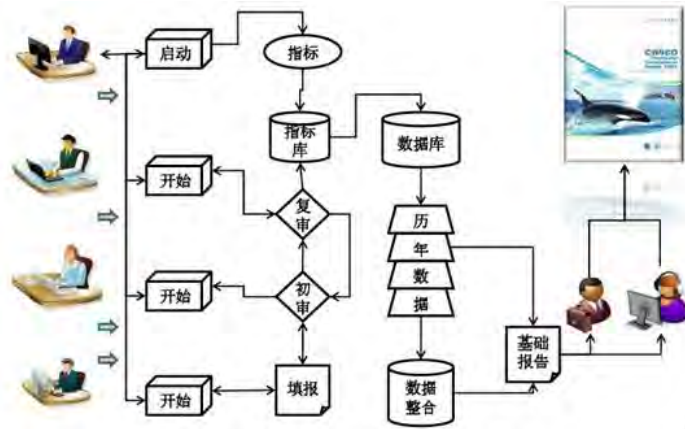 启动
指标
指标
库
数据库
开始
复
审
历
年
数
据
开始
初
审
基础
报告
开始
填报
数据
整合